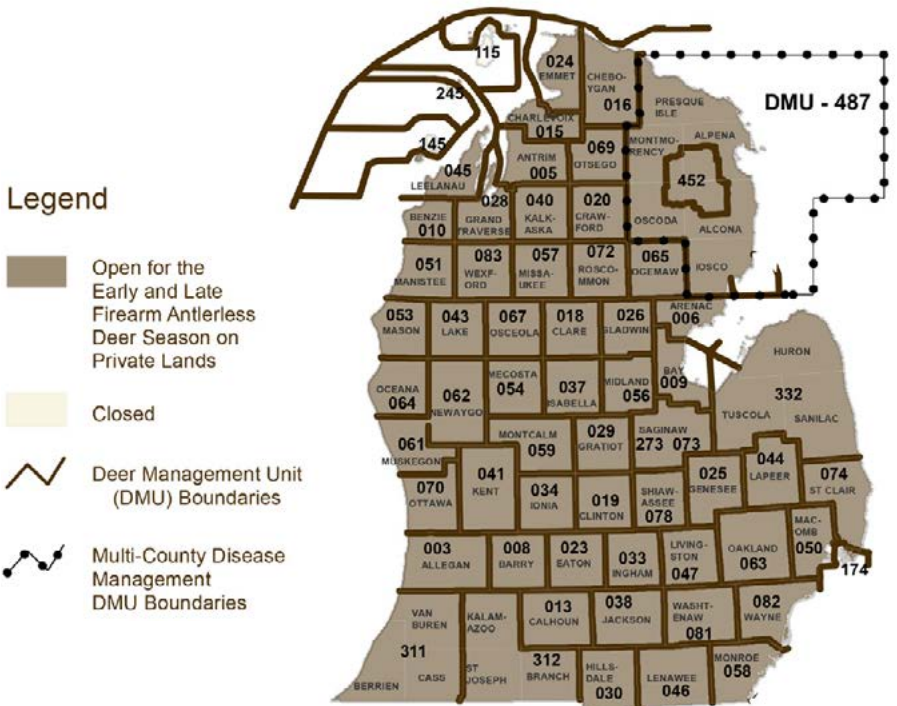 115
024
EMMET
CHEBO-
YGAN
016
245
DMU - 487
PRESQUE
ISLE
CHARLEVOIX
015
145
MONTMO-
RENCY
ALPENA
069
OTSEGO
ANTRIM
005
045
LEELANAU
452
Legend
028
GRAND
TRAVERSE
040
KALK-
ASKA
020
CRAW-
FORD
OSCODA
ALCONA
BENZIE
010
051
MANISTEE
083
WEXF-
ORD
057
MISSA-
UKEE
072
ROSCO-
MMON
065
OGEMAW
IOSCO
Open for the
Early and Late
Firearm Antlerless
Deer Season on
Private Lands
053
MASON
043
LAKE
067
OSCEOLA
018
CLARE
026
GLADWIN
ARENAC
006
HURON
OCEANA
064
062
NEWAYGO
MECOSTA
054
037
ISABELLA
MIDLAND
056
BAY
009
332
TUSCOLA
SANILAC
Closed
061
MUSKEGON
MONTCALM
059
029
GRATIOT
SAGINAW
273 073
Deer Management Unit
(DMU) Boundaries
070
OTTAWA
041
KENT
034
IONIA
019
CLINTON
SHIAW-
ASSEE
078
025
GENESEE
044
LAPEER
074
ST CLAIR
Multi-County Disease
Management
DMU Boundaries
003
ALLEGAN
008
BARRY
023
EATON
033
INGHAM
LIVING-
STON
047
OAKLAND
063
MAC-
OMB
050
174
VAN
BUREN
KALAM-
AZOO
013
CALHOUN
038
JACKSON
WASHT-
ENAW
081
082
WAYNE
311
BERRIEN
CASS
ST
JOSEPH
312
BRANCH
HILLS-
DALE
030
LENAWEE
046
MONROE
058